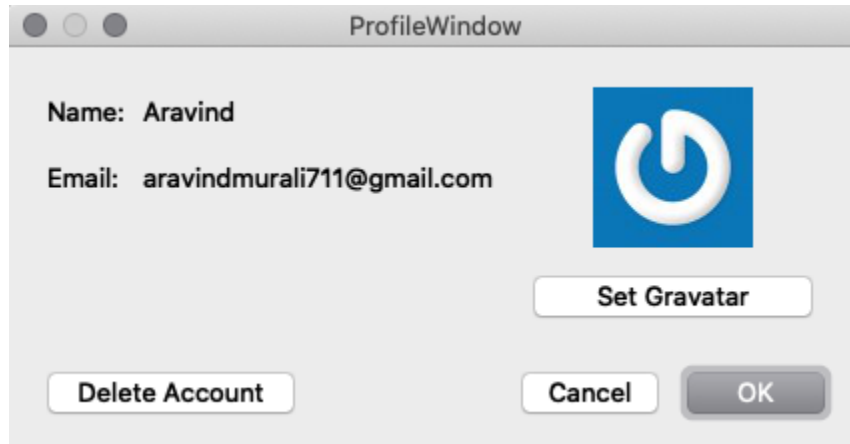 ProfileWindow
Name: Aravind
Email: aravindmurali711@gmail.com
Set Gravatar
Delete Account Cancel OK